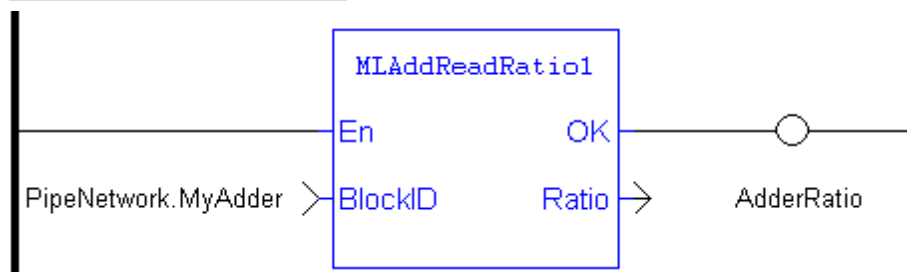 MLAddReadRatio1
En OK
PipeNetwork.MyAdder BlockID Ratio AdderRatio